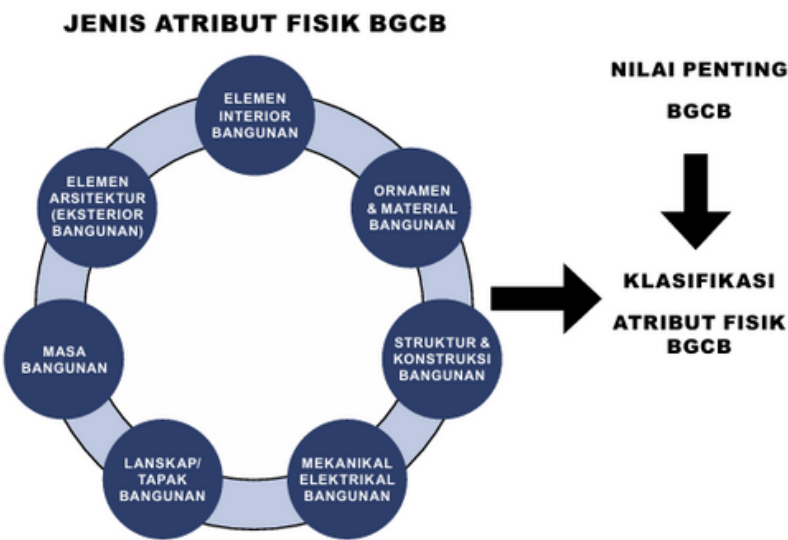 JENIS ATRIBUT FISIK BGCB
ELEMEN
INTERIOR
BANGUNAN
ORNAMEN
& MATERIAL
BANGUNAN
STRUKTUR &
KONSTRUKSI
BANGUNAN
MEKANIKAL
ELEKTRIKAL
BANGUNAN
LANSKAP/
TAPAK
BANGUNAN
MASA
BANGUNAN
ELEMEN
ARSITEKTUR
(EKSTERIOR
BANGUNAN)
NILAI PENTING
BGCB
KLASIFIKASI
ATRIBUT FISIK
BGCB